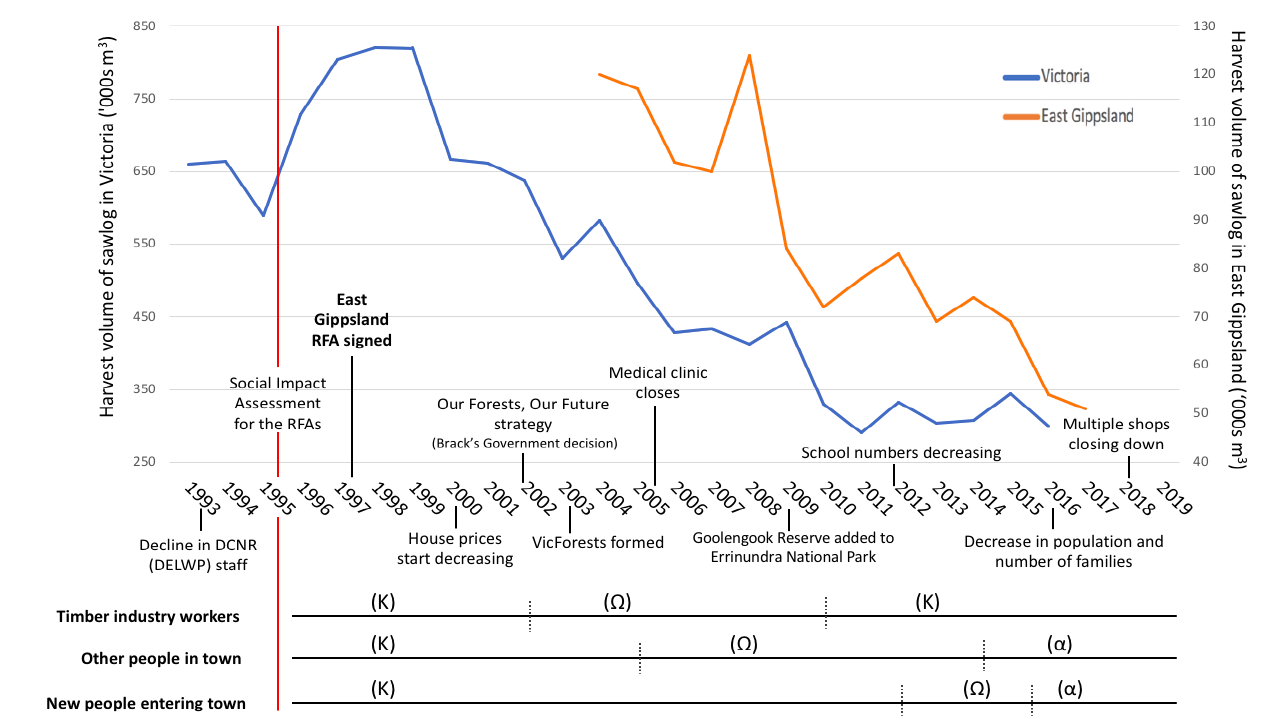 850
750
650
550
450
350
250
Harvest volume of sawlog in Victoria ('000s m³)
130
120
110
100
90
80
70
60
50
40
Harvest volume of sawlog in East Gippsland ('000s m³)
Victoria
East Gippsland
East
Gippsland
RFA signed
Social Impact
Assessment
for the RFAs
Our Forests, Our Future
strategy
(Brack's Government decision)
Medical clinic
closes
School numbers decreasing
Multiple shops
closing down
1993
1994
1995
1996
1997
1998
1999
2000
2001
2002
2003
2004
2005
2006
2007
2008
2009
2010
2011
2012
2013
2014
2015
2016
2017
2018
2019
Decline in DCNR
(DELWP) staff
House prices
start decreasing
VicForests formed
Goolengook Reserve added to
Errinundra National Park
Decrease in population and
number of families
Timber industry workers (K) (Ω) (K)
Other people in town (K) (Ω) (α)
New people entering town (K) (Ω) (α)